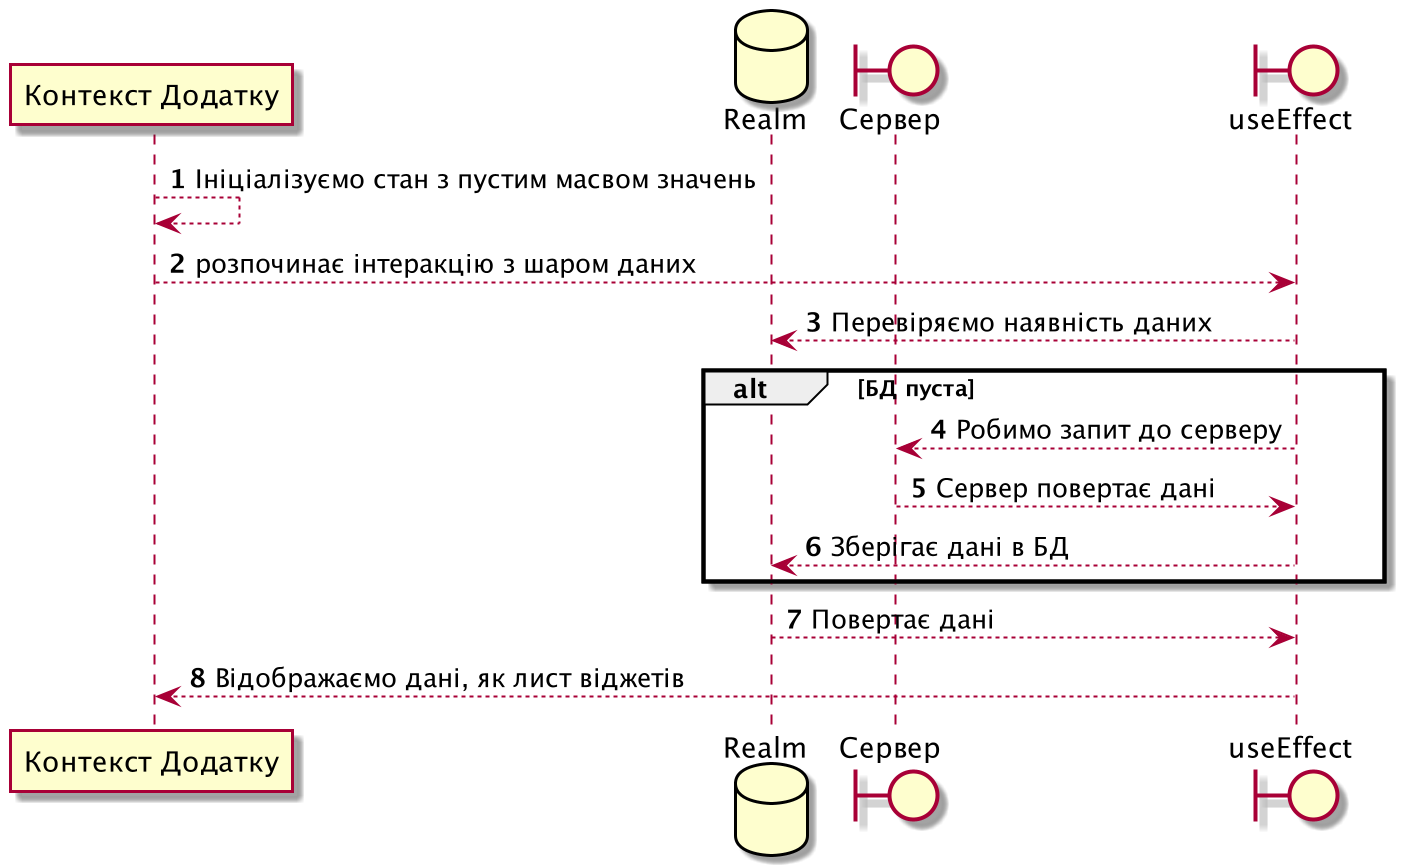 Контекст Додатку
Realm
Сервер
useEffect
1 Ініціалізуємо стан з пустим масвом значень
2 розпочинає інтеракцію з шаром даних
3 Перевіряємо наявність даних
alt [БД пуста]
4 Робимо запит до серверу
5 Сервер повертає дані
6 Зберігає дані в БД
7 Повертає дані
8 Відображаємо дані, як лист віджетів
Контекст Додатку
Realm
Сервер
useEffect